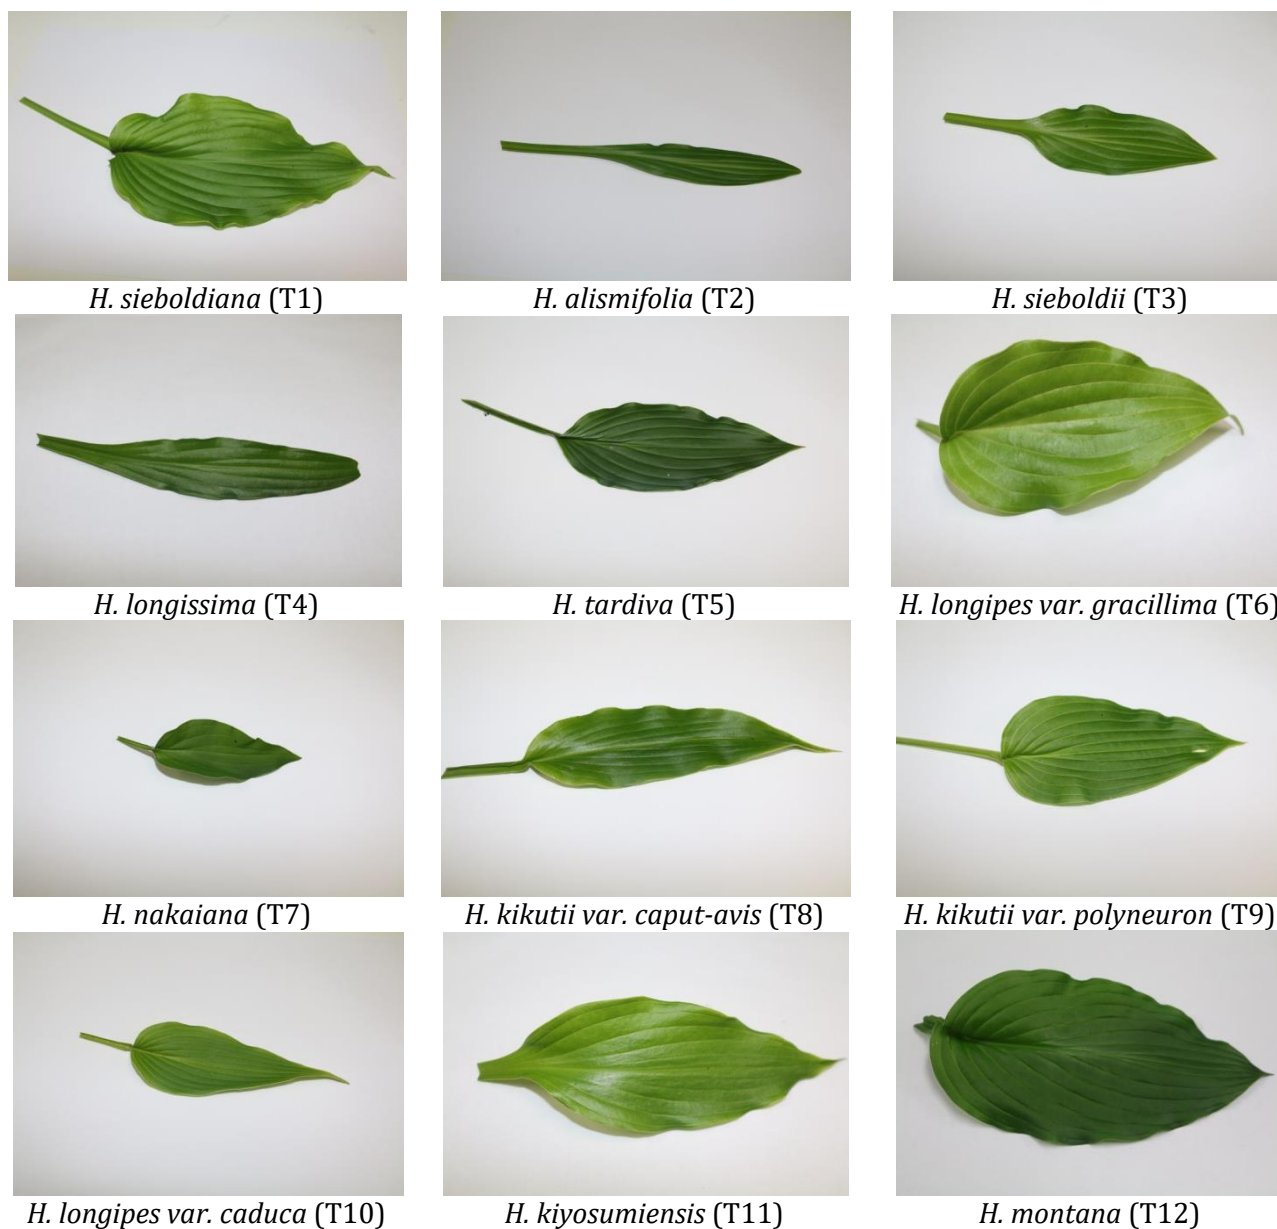 H. sieboldiana (T1)
H. alismifolia (T2)
H. sieboldii (T3)
H. longissima (T4)
H. tardiva (T5)
H. longipes var. gracillima (T6)
H. nakaiana (T7)
H. kikutii var. caput-avis (T8)
H. kikutii var. polyneuron (T9)
H. longipes var. caduca (T10)
H. kiyosumiensis (T11)
H. montana (T12)